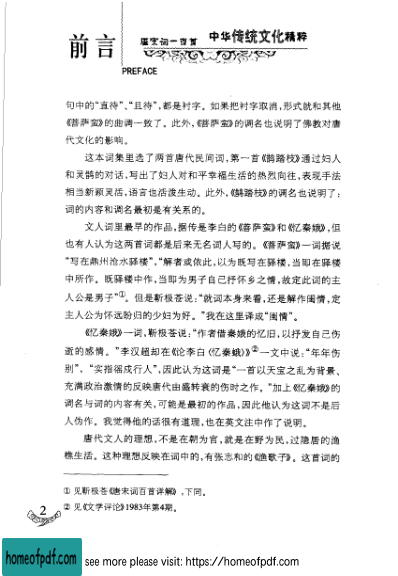 前言
唐宋词一百首 中华传统文化精粹
PREFACE
句中的“直待”、“且待”，都是衬字。如果把衬字取消，形式就和其他
《菩萨蛮》的曲调一致了。此外，《菩萨蛮》的调名也说明了佛教对唐
代文化的影响。
这本词集里选了两首唐代民间词，第一首《鹊踏枝》通过妇人
和灵鹊的对话，写出了妇人对和平幸福生活的热烈向往，表现手法
相当新颖灵活，语言也活泼生动。此外，《鹊踏枝》的调名也说明了：
词的内容和调名最初是有关系的。
文人词里最早的作品，据传是李白的《菩萨蛮》和《忆秦娥》，但
也有人认为这两首词都是后来无名词人写的。《菩萨蛮》一词据说
“写在鼎州沧水驿楼”，“解者或依此，以为既写在驿楼，当即在驿楼
中所作。既驿楼中作，当即为男子自己抒怀乡之情，故定此词的主
人公是男子”①。但是靳极苍说：“就词本身来看，还是解作闺情，定
主人公为怀远盼归的少妇为好。”我在这里译成“闺情”。
《忆秦娥》一词，靳极苍说：“作者借秦娥的忆旧，以抒发自己伤
逝的感情。”李汉超却在《论李白〈忆秦娥〉》②一文中说：“年年伤
别”、“实指徭戍行人”，因此认为这词是“一首以天宝之乱为背景、
充满政治激情的反映唐代由盛转衰的伤时之作。”加上《忆秦娥》的
调名与词的内容有关，可能是最初的作品，因此他认为这词不是后
人伪作。我觉得他的话很有道理，也在英文注中作了说明。
唐代文人的理想，不是在朝为官，就是在野为民，过隐居的渔
樵生活。这种理想反映在词中的，有张志和的《渔歌子》。这首词的
① 见靳极苍《唐宋词百首详解》，下同。
② 见《文学评论》1983年第4期。
2
homeofpdf.com
see more please visit: https://homeofpdf.com